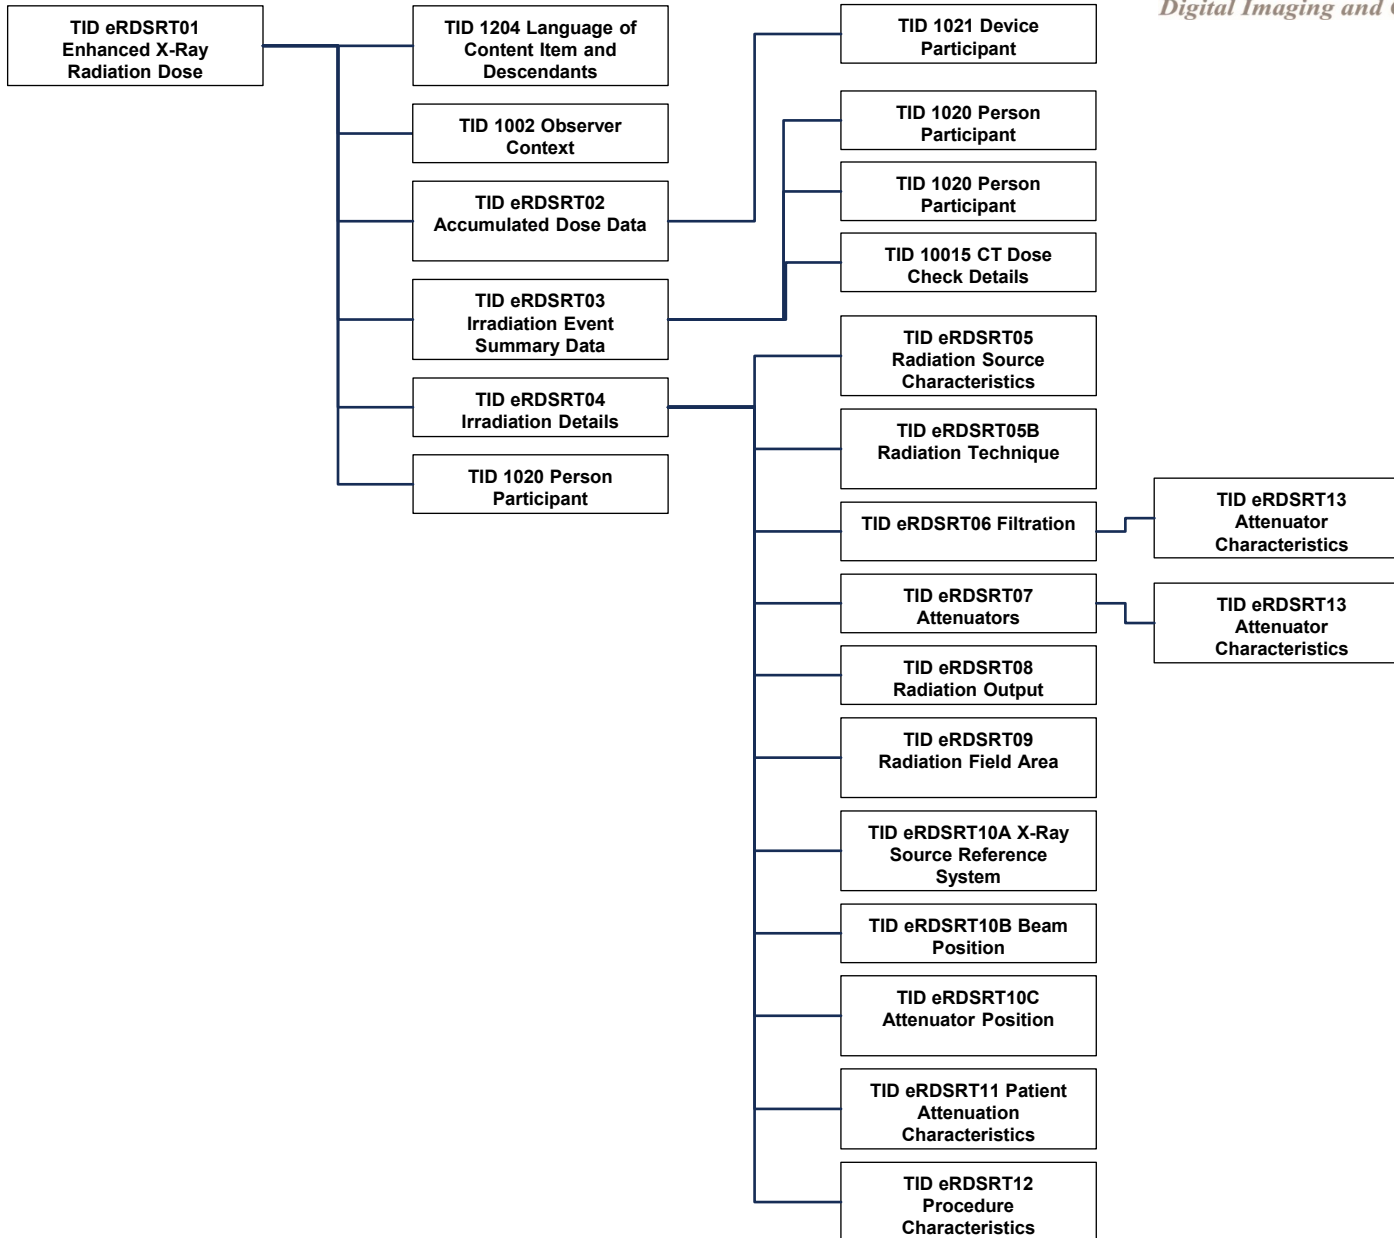 Digital Imaging and
TID eRDSRT01
Enhanced X-Ray
Radiation Dose
TID 1204 Language of
Content Item and
Descendants
TID 1002 Observer
Context
TID eRDSRT02
Accumulated Dose Data
TID eRDSRT03
Irradiation Event
Summary Data
TID eRDSRT04
Irradiation Details
TID 1020 Person
Participant
TID 1021 Device
Participant
TID 1020 Person
Participant
TID 1020 Person
Participant
TID 10015 CT Dose
Check Details
TID eRDSRT05
Radiation Source
Characteristics
TID eRDSRT05B
Radiation Technique
TID eRDSRT06 Filtration
TID eRDSRT07
Attenuators
TID eRDSRT08
Radiation Output
TID eRDSRT09
Radiation Field Area
TID eRDSRT10A X-Ray
Source Reference
System
TID eRDSRT10B Beam
Position
TID eRDSRT10C
Attenuator Position
TID eRDSRT11 Patient
Attenuation
Characteristics
TID eRDSRT12
Procedure
Characteristics
TID eRDSRT13
Attenuator
Characteristics
TID eRDSRT13
Attenuator
Characteristics